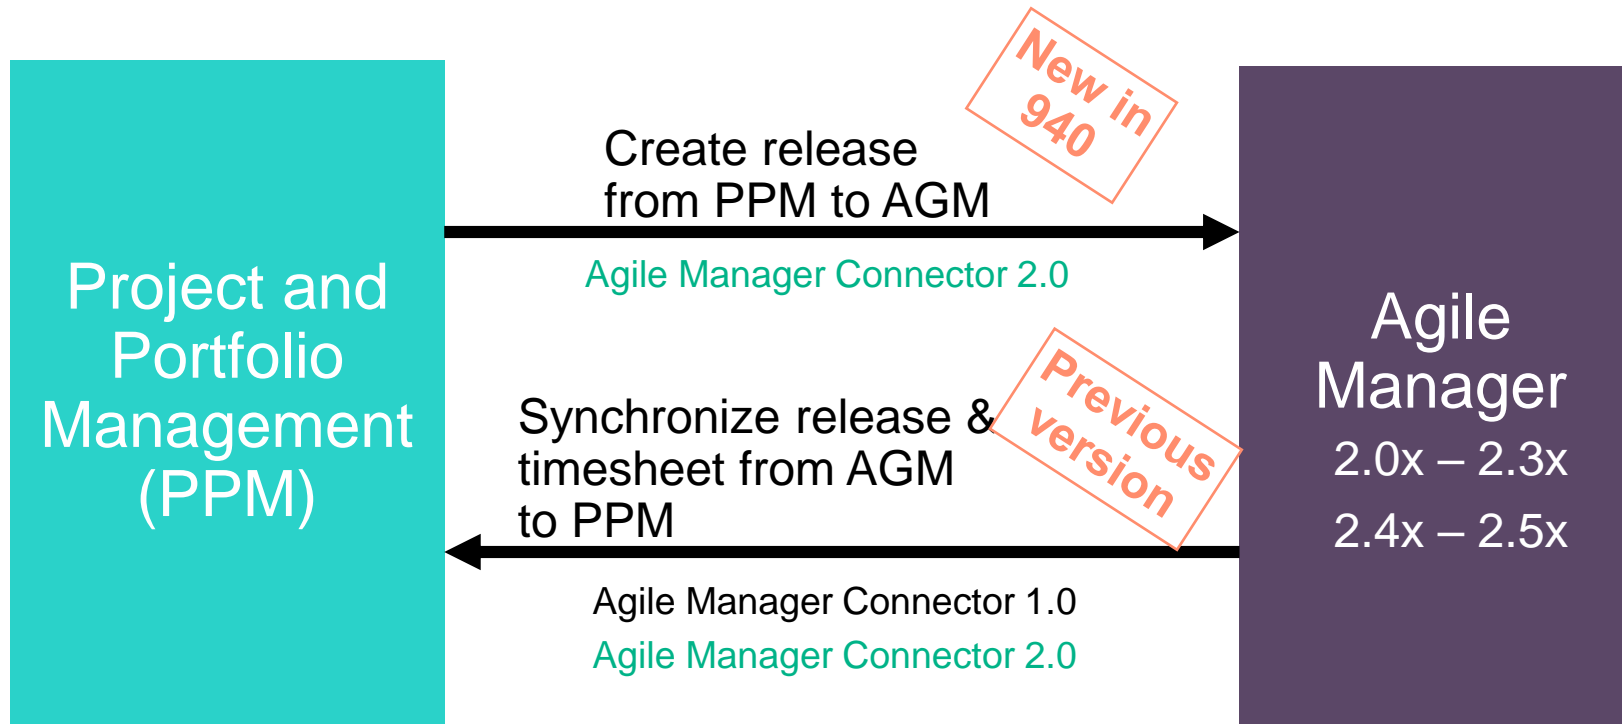 Project and
Portfolio
Management
(PPM)
New in
940
Create release
from PPM to AGM
Agile Manager Connector 2.0
Previous
version
Synchronize release &
timesheet from AGM
to PPM
Agile Manager Connector 1.0
Agile Manager Connector 2.0
Agile
Manager
2.0x – 2.3x
2.4x – 2.5x